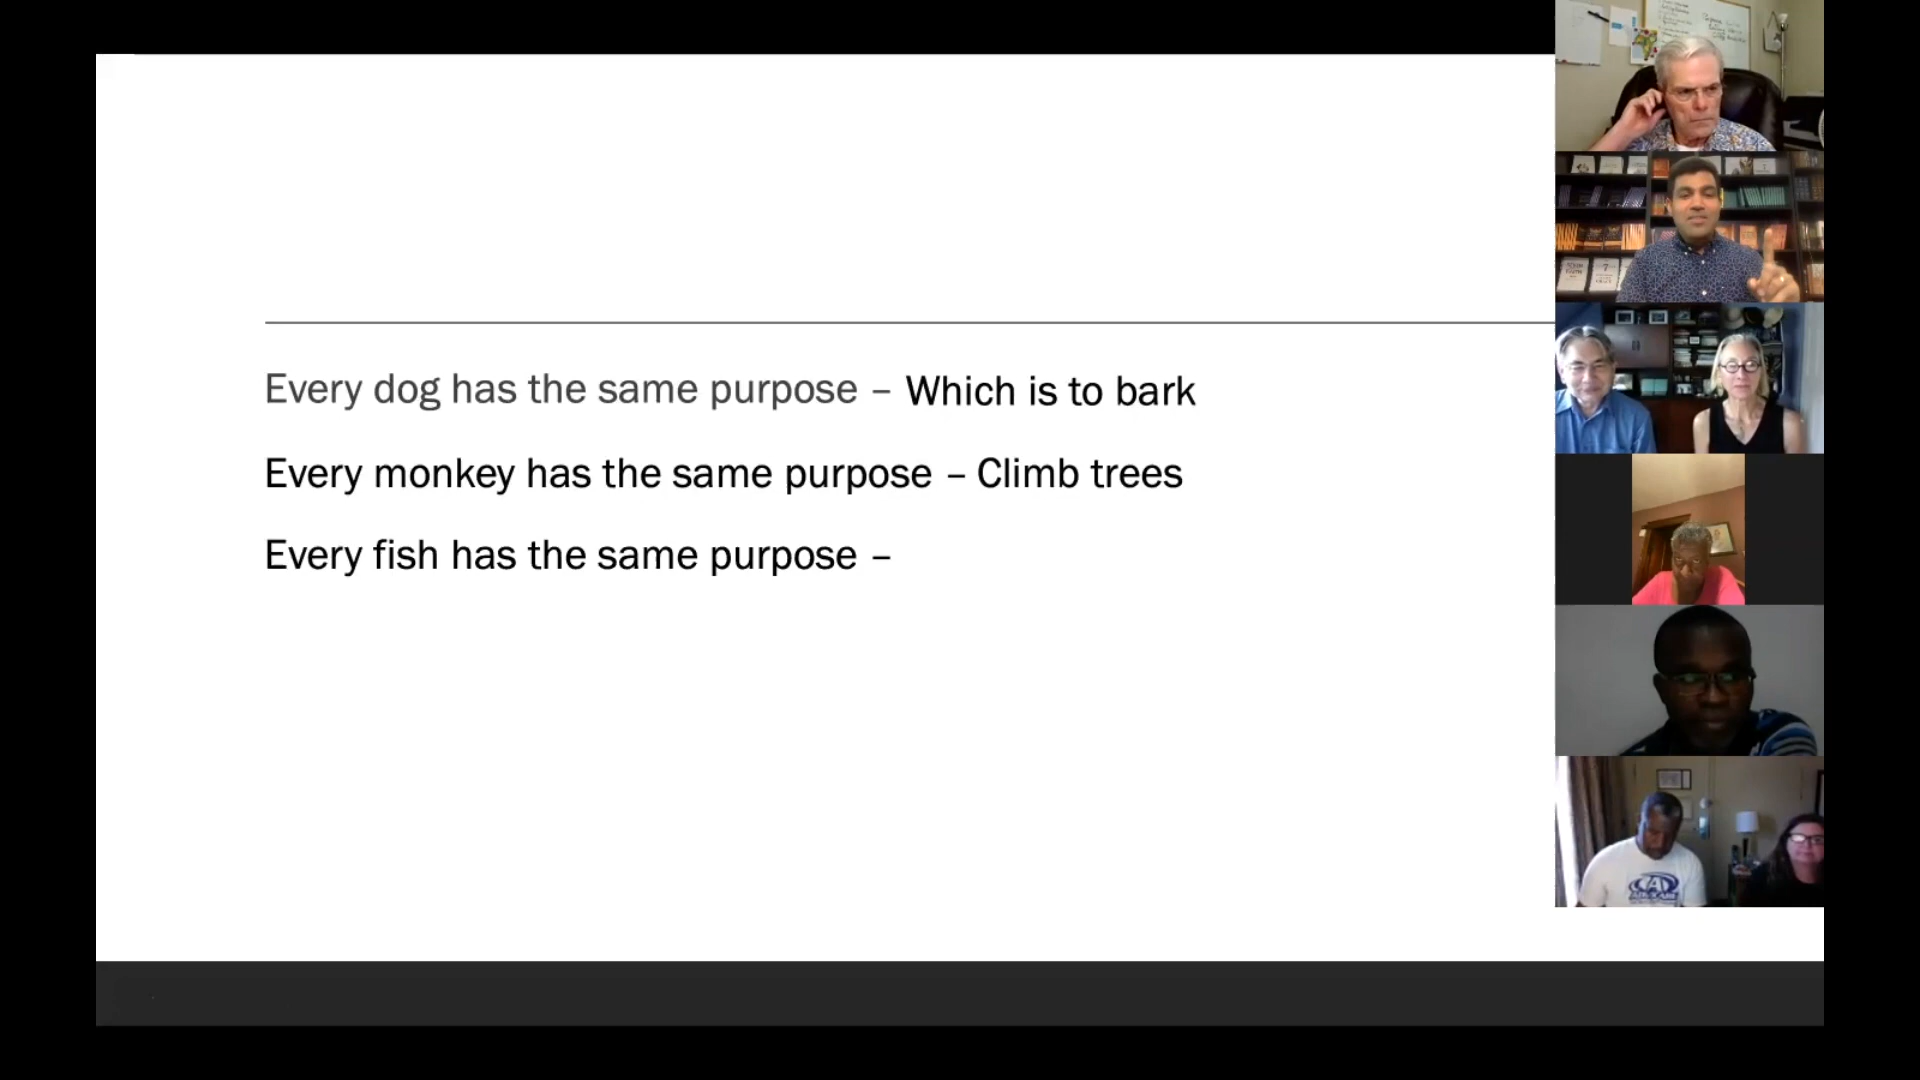 Every dog has the same purpose – Which is to bark
Every monkey has the same purpose – Climb trees
Every fish has the same purpose –